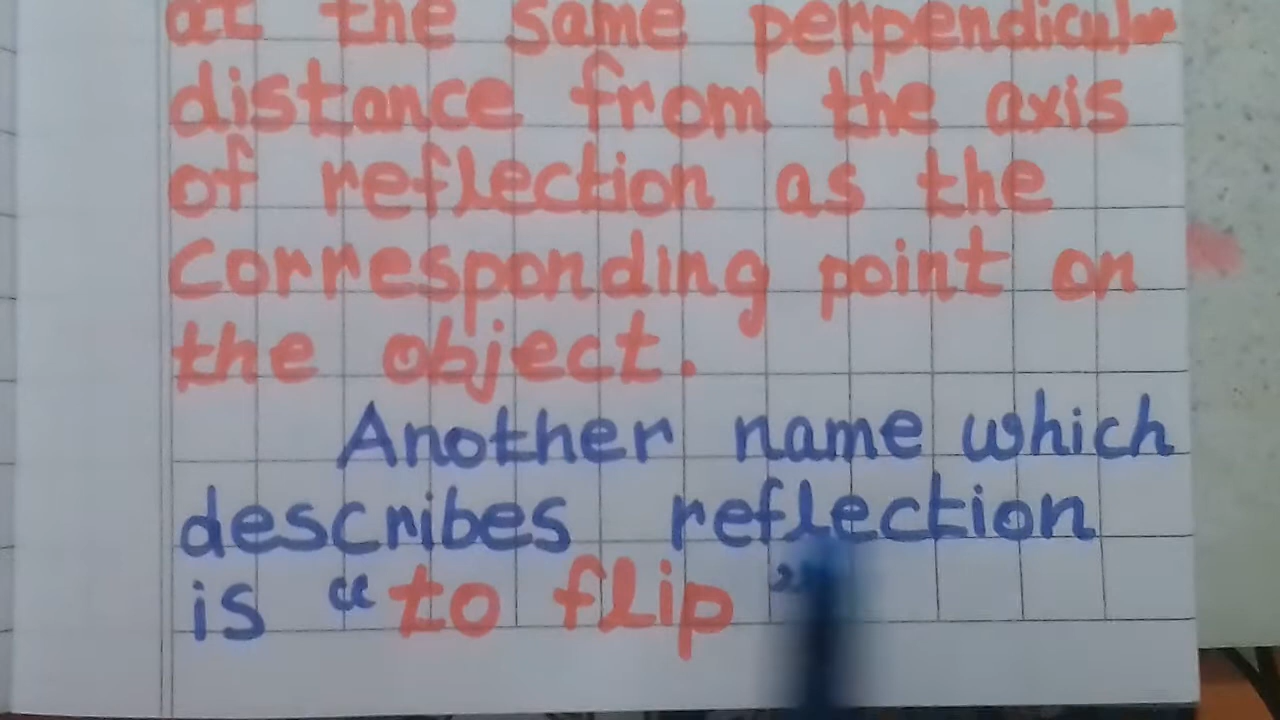 at the same perpendicular
distance from the axis
of reflection as the
corresponding point on
the object.
Another name which
describes reflection
is "to flip"